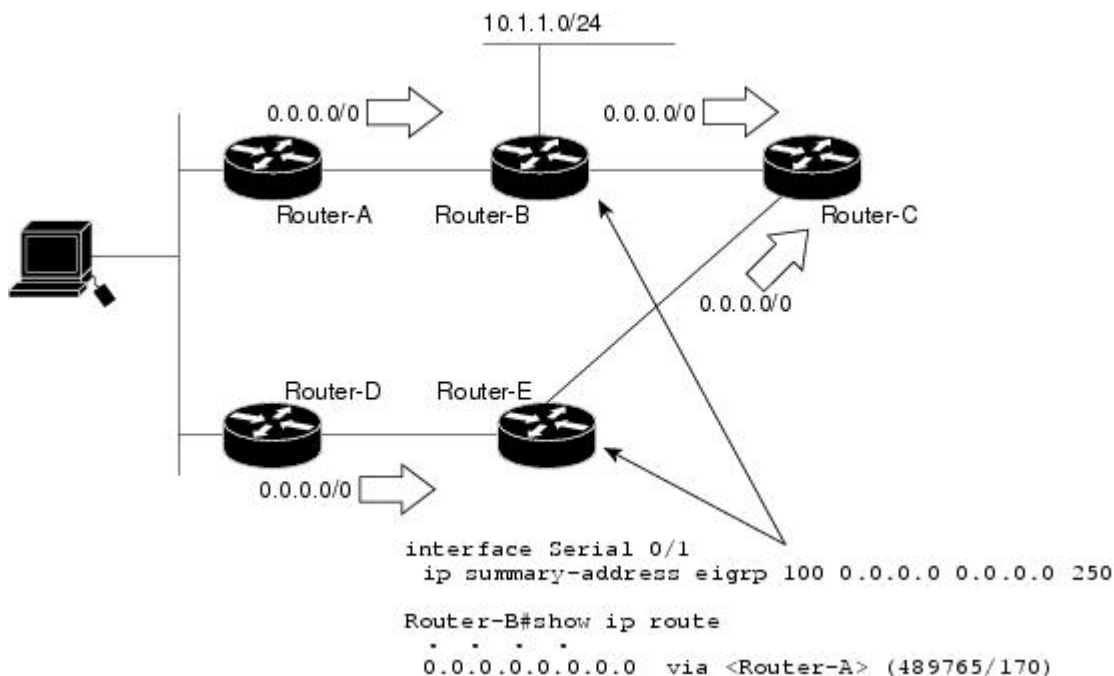 10.1.1.0/24
0.0.0.0/0
0.0.0.0/0
Router-A
Router-B
Router-C
0.0.0.0/0
Router-D
Router-E
0.0.0.0/0
interface Serial 0/1
ip summary-address eigrp 100 0.0.0.0 0.0.0.0 250
Router-B#show ip route
. . . .
0.0.0.0.0.0.0.0 via <Router-A> (489765/170)